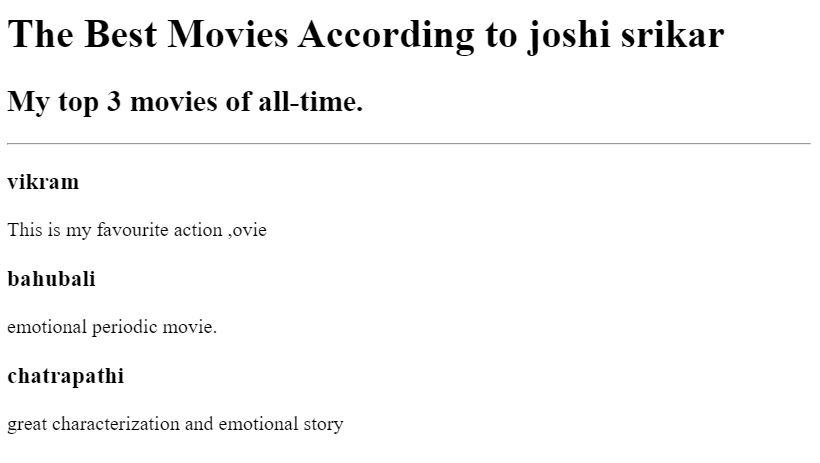 The Best Movies According to joshi srikar
My top 3 movies of all-time.
vikram
This is my favourite action ,ovie
bahubali
emotional periodic movie.
chatrapathi
great characterization and emotional story